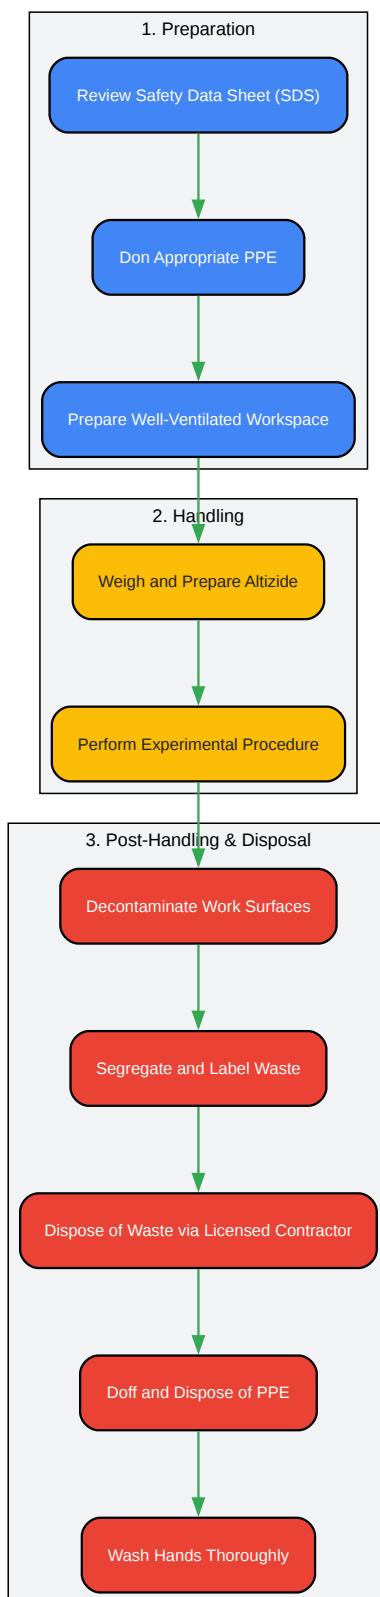 1. Preparation
Review Safety Data Sheet (SDS)
Don Appropriate PPE
Prepare Well-Ventilated Workspace
2. Handling
Weigh and Prepare Altizide
Perform Experimental Procedure
3. Post-Handling & Disposal
Decontaminate Work Surfaces
Segregate and Label Waste
Dispose of Waste via Licensed Contractor
Doff and Dispose of PPE
Wash Hands Thoroughly